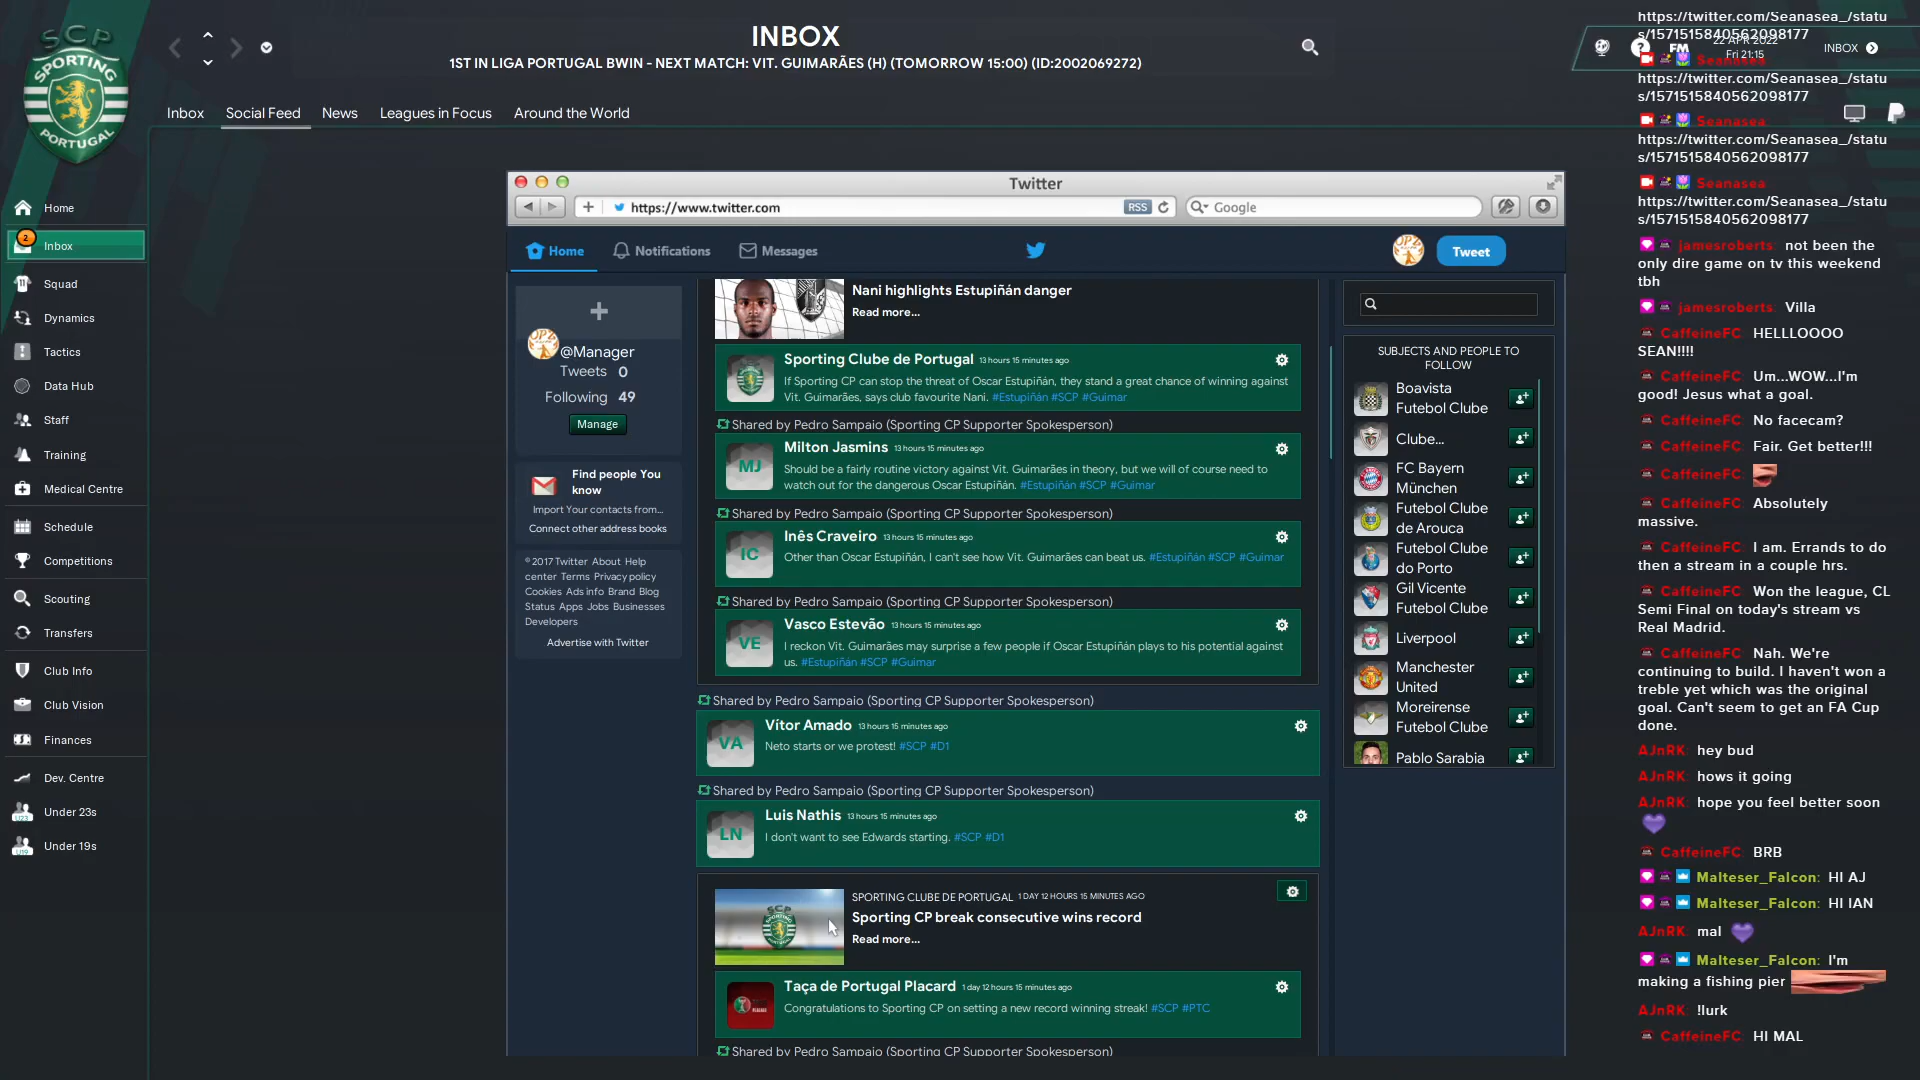 SCP
SPORTING
PORTUGAL
INBOX
1ST IN LIGA PORTUGAL BWIN - NEXT MATCH: VIT. GUIMARÃES (H) (TOMORROW 15:00) (ID:2002069272)
FM
22 APR 2022
Fri 21:15
INBOX
Inbox
Social Feed
News
Leagues in Focus
Around the World
Home
2
Inbox
Squad
Dynamics
Tactics
Data Hub
Staff
Training
Medical Centre
Schedule
Competitions
Scouting
Transfers
Club Info
Club Vision
Finances
Dev. Centre
Under 23s
Under 19s
Twitter
https://www.twitter.com
RSS
Google
Home
Notifications
Messages
Tweet
@Manager
Tweets 0
Following 49
Manage
Find people You
know
Import Your contacts from...
Connect other address books
©2017 Twitter About Help
center Terms Privacy policy
Cookies Ads info Brand Blog
Status Apps Jobs Businesses
Developers
Advertise with Twitter
Nani highlights Estupiñán danger
Read more...
Sporting Clube de Portugal 13 hours 15 minutes ago
If Sporting CP can stop the threat of Oscar Estupiñán, they stand a great chance of winning against
Vit. Guimarães, says club favourite Nani. #Estupiñán #SCP #Guimar
Shared by Pedro Sampaio (Sporting CP Supporter Spokesperson)
MJ
Milton Jasmins 13 hours 15 minutes ago
Should be a fairly routine victory against Vit. Guimarães in theory, but we will of course need to
watch out for the dangerous Oscar Estupiñán. #Estupiñán #SCP #Guimar
Shared by Pedro Sampaio (Sporting CP Supporter Spokesperson)
IC
Inês Craveiro 13 hours 15 minutes ago
Other than Oscar Estupiñán, I can't see how Vit. Guimarães can beat us. #Estupiñán #SCP #Guimar
Shared by Pedro Sampaio (Sporting CP Supporter Spokesperson)
VE
Vasco Estevão 13 hours 15 minutes ago
I reckon Vit. Guimarães may surprise a few people if Oscar Estupiñán plays to his potential against
us. #Estupiñán #SCP #Guimar
Shared by Pedro Sampaio (Sporting CP Supporter Spokesperson)
VA
Vítor Amado 13 hours 15 minutes ago
Neto starts or we protest! #SCP #D1
Shared by Pedro Sampaio (Sporting CP Supporter Spokesperson)
LN
Luis Nathis 13 hours 15 minutes ago
I don't want to see Edwards starting. #SCP #D1
SPORTING CLUBE DE PORTUGAL 1 DAY 12 HOURS 15 MINUTES AGO
Sporting CP break consecutive wins record
Read more...
Taça de Portugal Placard 1 day 12 hours 15 minutes ago
Congratulations to Sporting CP on setting a new record winning streak! #SCP #PTC
Shared by Pedro Sampaio (Sporting CP Supporter Spokesperson)
SUBJECTS AND PEOPLE TO
FOLLOW
Boavista
Futebol Clube
Clube...
FC Bayern
München
Futebol Clube
de Arouca
Futebol Clube
do Porto
Gil Vicente
Futebol Clube
Liverpool
Manchester
United
Moreirense
Futebol Clube
Pablo Sarabia
https://twitter.com/Seanasea_/statu
s/1571515840562098177
Seanasea:
https://twitter.com/Seanasea_/statu
s/1571515840562098177
Seanasea:
https://twitter.com/Seanasea_/statu
s/1571515840562098177
Seanasea:
https://twitter.com/Seanasea_/statu
s/1571515840562098177
jamesroberts: not been the
only dire game on tv this weekend
tbh
jamesroberts: Villa
CaffeineFC: HELLLOOOO
SEAN!!!!
CaffeineFC: Um...WOW...I'm
good! Jesus what a goal.
CaffeineFC: No facecam?
CaffeineFC: Fair. Get better!!!
CaffeineFC:
CaffeineFC: Absolutely
massive.
CaffeineFC: I am. Errands to do
then a stream in a couple hrs.
CaffeineFC: Won the league, CL
Semi Final on today's stream vs
Real Madrid.
CaffeineFC: Nah. We're
continuing to build. I haven't won a
treble yet which was the original
goal. Can't seem to get an FA Cup
done.
AJnRK: hey bud
AJnRK: hows it going
AJnRK: hope you feel better soon
CaffeineFC: BRB
Malteser_Falcon: HI AJ
Malteser_Falcon: HI IAN
AJnRK: mal
Malteser_Falcon: I'm
making a fishing pier
AJnRK: !lurk
CaffeineFC: HI MAL